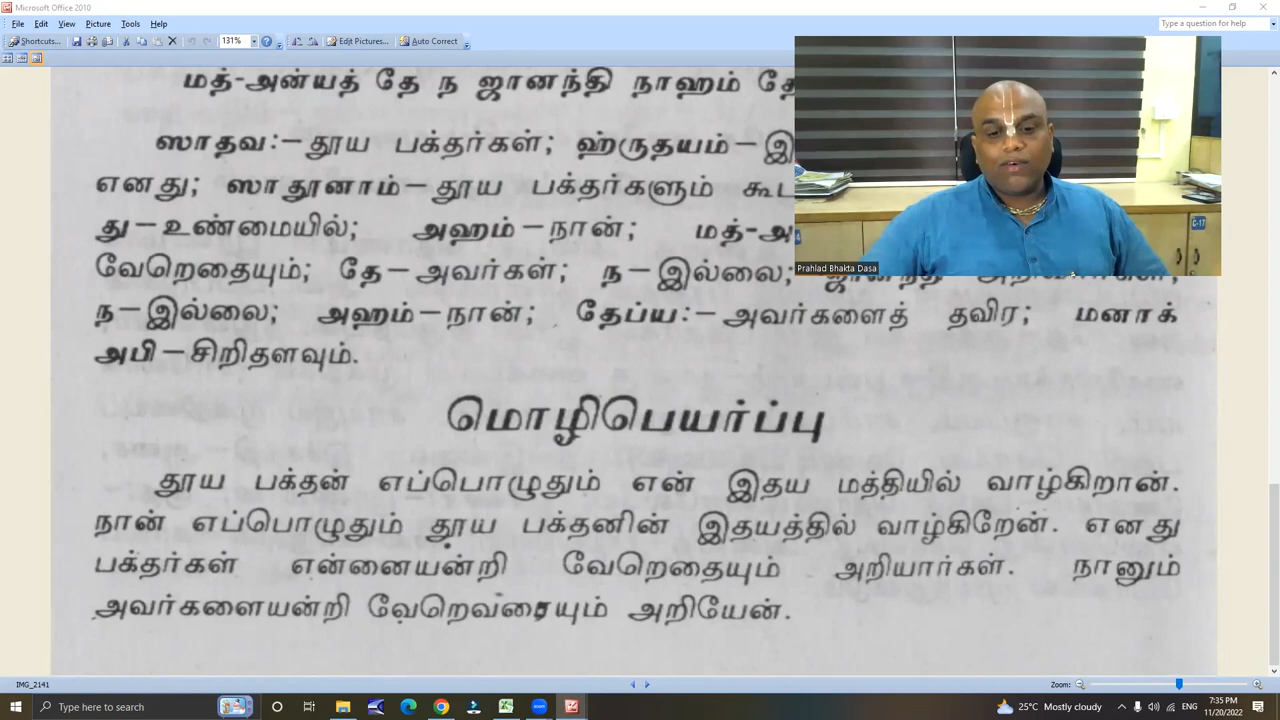 Microsoft Office 2010
File Edit View Picture Tools Help
Type a question for help
Shortcuts... 131% Edit Pictures... Auto Correct
மத்-அன்யத் தே ந ஜானந்தி நாஹம் தே
ஸாதவ:—தூய பக்தர்கள்; ஹ்ருதயம்—இ
எனது; ஸாதூனாம்—தூய பக்தர்களும் கூட
து—உண்மையில்; அஹம்—நான்; மத்-அ
வேறெதையும்; தே—அவர்கள்; ந—இல்லை;
ந—இல்லை; அஹம்—நான்; தேப்ய:—அவர்களைத் தவிர; மனாக்
அபி—சிறிதளவும்.
மொழிபெயர்ப்பு
தூய பக்தன் எப்பொழுதும் என் இதய மத்தியில் வாழ்கிறான்.
நான் எப்பொழுதும் தூய பக்தனின் இதயத்தில் வாழ்கிறேன். எனது
பக்தர்கள் என்னையன்றி வேறெதையும் அறியார்கள். நானும்
அவர்களையன்றி வேறெவரையும் அறியேன்.
C-17
Prahlad Bhakta Dasa
IMG_2141
Zoom:
Type here to search
25°C Mostly cloudy
ENG
7:35 PM
11/20/2022